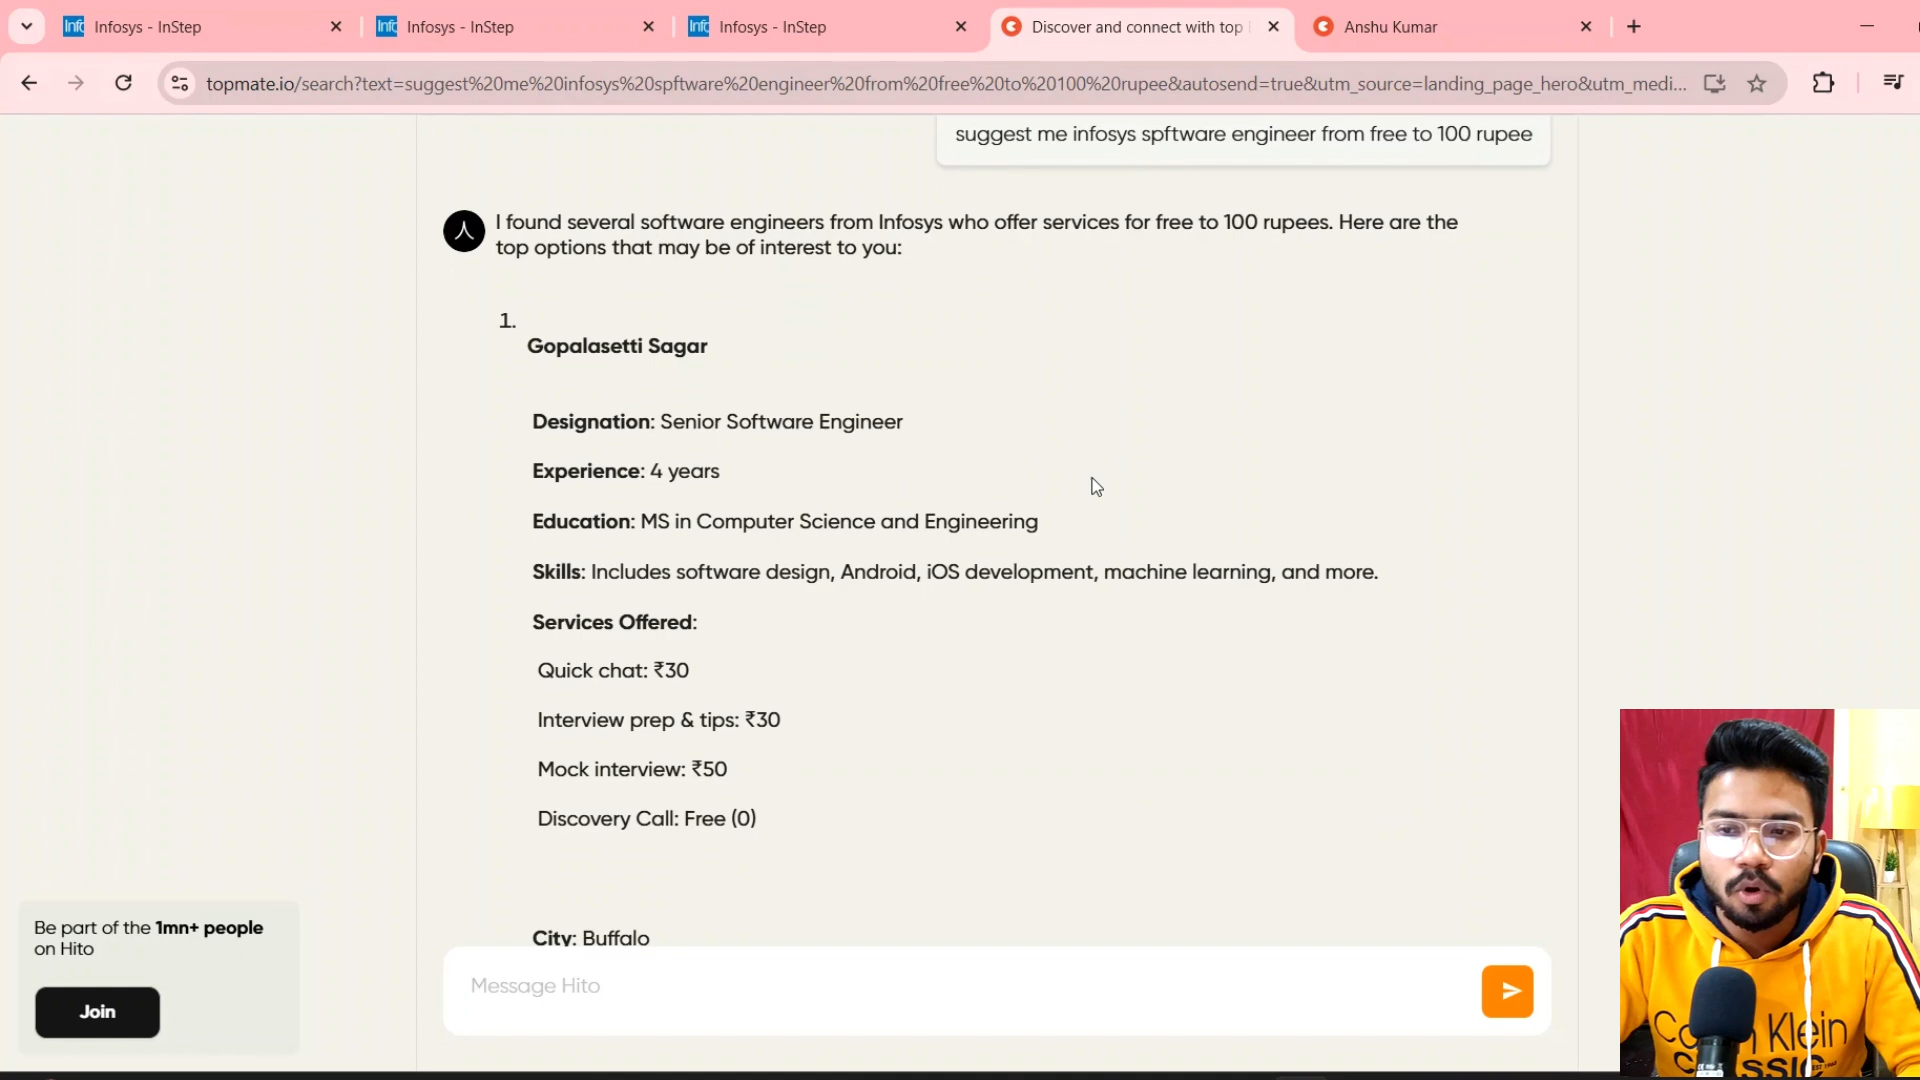 Infosys - InStep
Infosys - InStep
Infosys - InStep
Discover and connect with top
Anshu Kumar
topmate.io/search?text=suggest%20me%20infosys%20spftware%20engineer%20from%20free%20to%20100%20rupee&autosend=true&utm_source=landing_page_hero&utm_medi...
suggest me infosys spftware engineer from free to 100 rupee
I found several software engineers from Infosys who offer services for free to 100 rupees. Here are the
top options that may be of interest to you:
1.
Gopalasetti Sagar
Designation: Senior Software Engineer
Experience: 4 years
Education: MS in Computer Science and Engineering
Skills: Includes software design, Android, iOS development, machine learning, and more.
Services Offered:
Quick chat: ₹30
Interview prep & tips: ₹30
Mock interview: ₹50
Discovery Call: Free (0)
City: Buffalo
Message Hito
Be part of the 1mn+ people
on Hito
Join
Klein